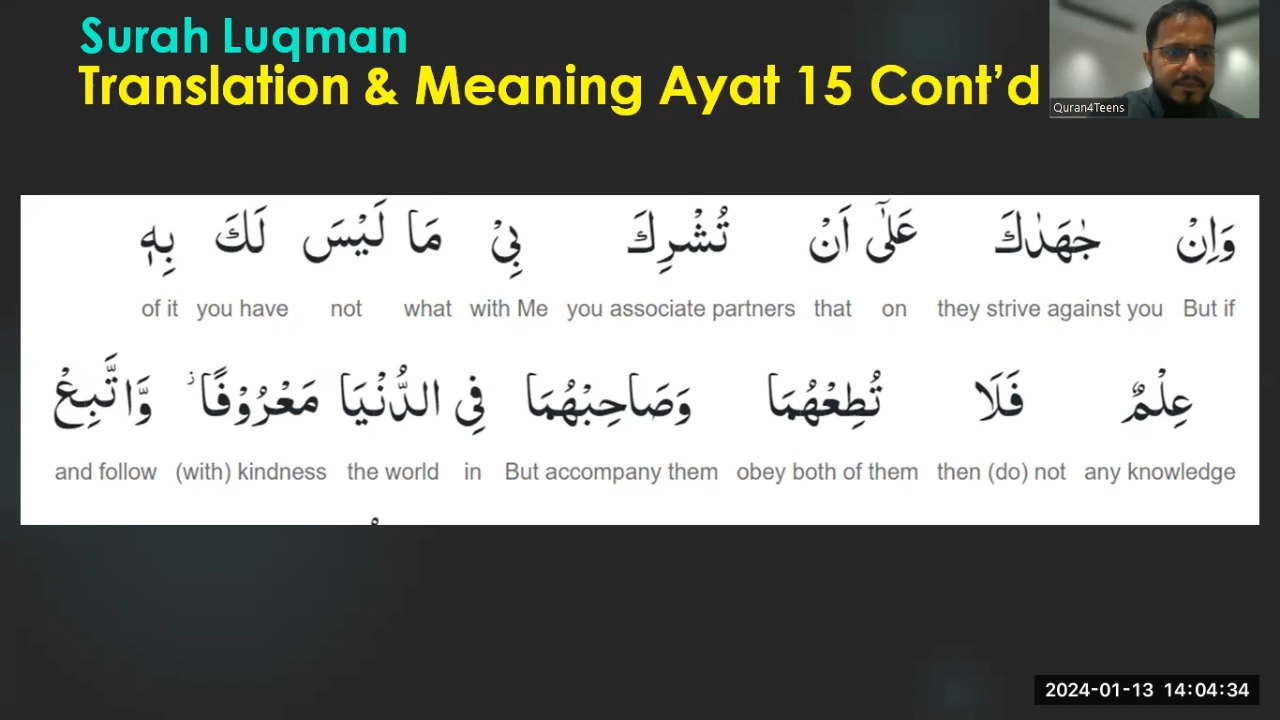 Surah Luqman
Translation & Meaning Ayat 15 Cont’d
Quran4Teens
وَاِنْ جٰهَدٰكَ عَلٰٓى اَنْ تُشْرِكَ بِيْ مَا لَيْسَ لَكَ بِهٖ
of it you have not what with Me you associate partners that on they strive against you But if
عِلْمٌ فَلَا تُطِعْهُمَا وَصَاحِبْهُمَا فِى الدُّنْيَا مَعْرُوْفًا ۡ وَّاتَّبِعْ
and follow (with) kindness the world in But accompany them obey both of them then (do) not any knowledge
2024-01-13 14:04:34